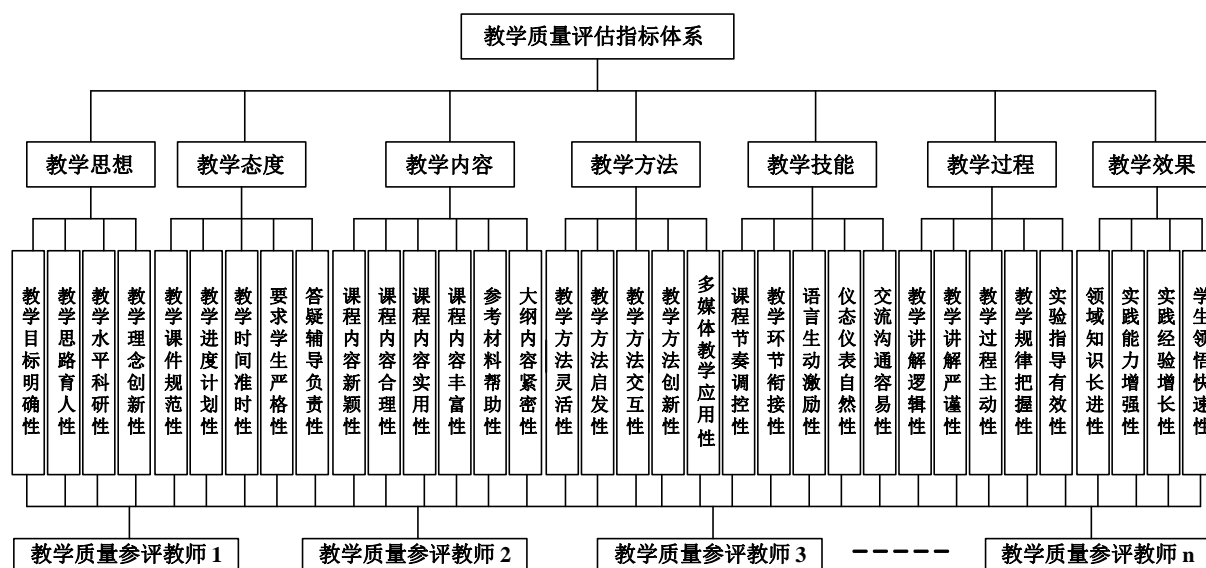 教学质量评估指标体系
教学思想
教学态度
教学内容
教学方法
教学技能
教学过程
教学效果
教学目标明确性
教学思路育人性
教学水平科研性
教学理念创新性
教学课件规范性
教学进度计划性
教学时间准时性
要求学生严格性
答疑辅导负责性
课程内容新颖性
课程内容合理性
课程内容实用性
课程内容丰富性
参考材料帮助性
大纲内容紧密性
教学方法灵活性
教学方法启发性
教学方法交互性
教学方法创新性
多媒体教学应用性
课程节奏调控性
教学环节衔接性
语言生动激励性
仪态仪表自然性
交流沟通容易性
教学讲解逻辑性
教学讲解严谨性
教学过程主动性
教学规律把握性
实验指导有效性
领域知识长进性
实践能力增强性
实践经验增长性
学生领悟快速性
教学质量参评教师 1
教学质量参评教师 2
教学质量参评教师 3
教学质量参评教师 n